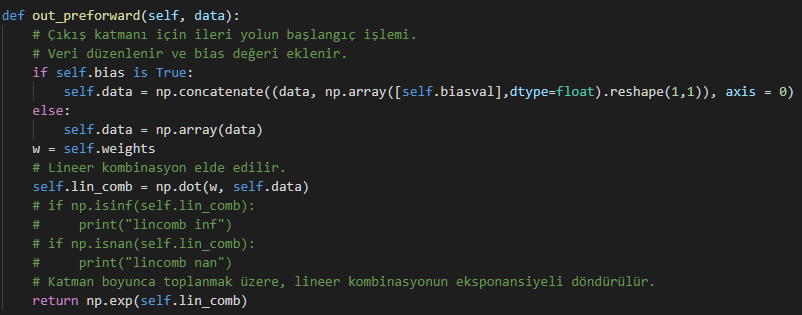 def out_preforward(self, data):
    # Çıkış katmanı için ileri yolun başlangıç işlemi.
    # Veri düzenlenir ve bias değeri eklenir.
    if self.bias is True:
        self.data = np.concatenate((data, np.array([self.biasval],dtype=float).reshape(1,1)), axis = 0)
    else:
        self.data = np.array(data)
    w = self.weights
    # Lineer kombinasyon elde edilir.
    self.lin_comb = np.dot(w, self.data)
    # if np.isinf(self.lin_comb):
    #     print("lincomb inf")
    # if np.isnan(self.lin_comb):
    #     print("lincomb nan")
    # Katman boyunca toplanmak üzere, lineer kombinasyonun eksponansiyeli döndürülür.
    return np.exp(self.lin_comb)